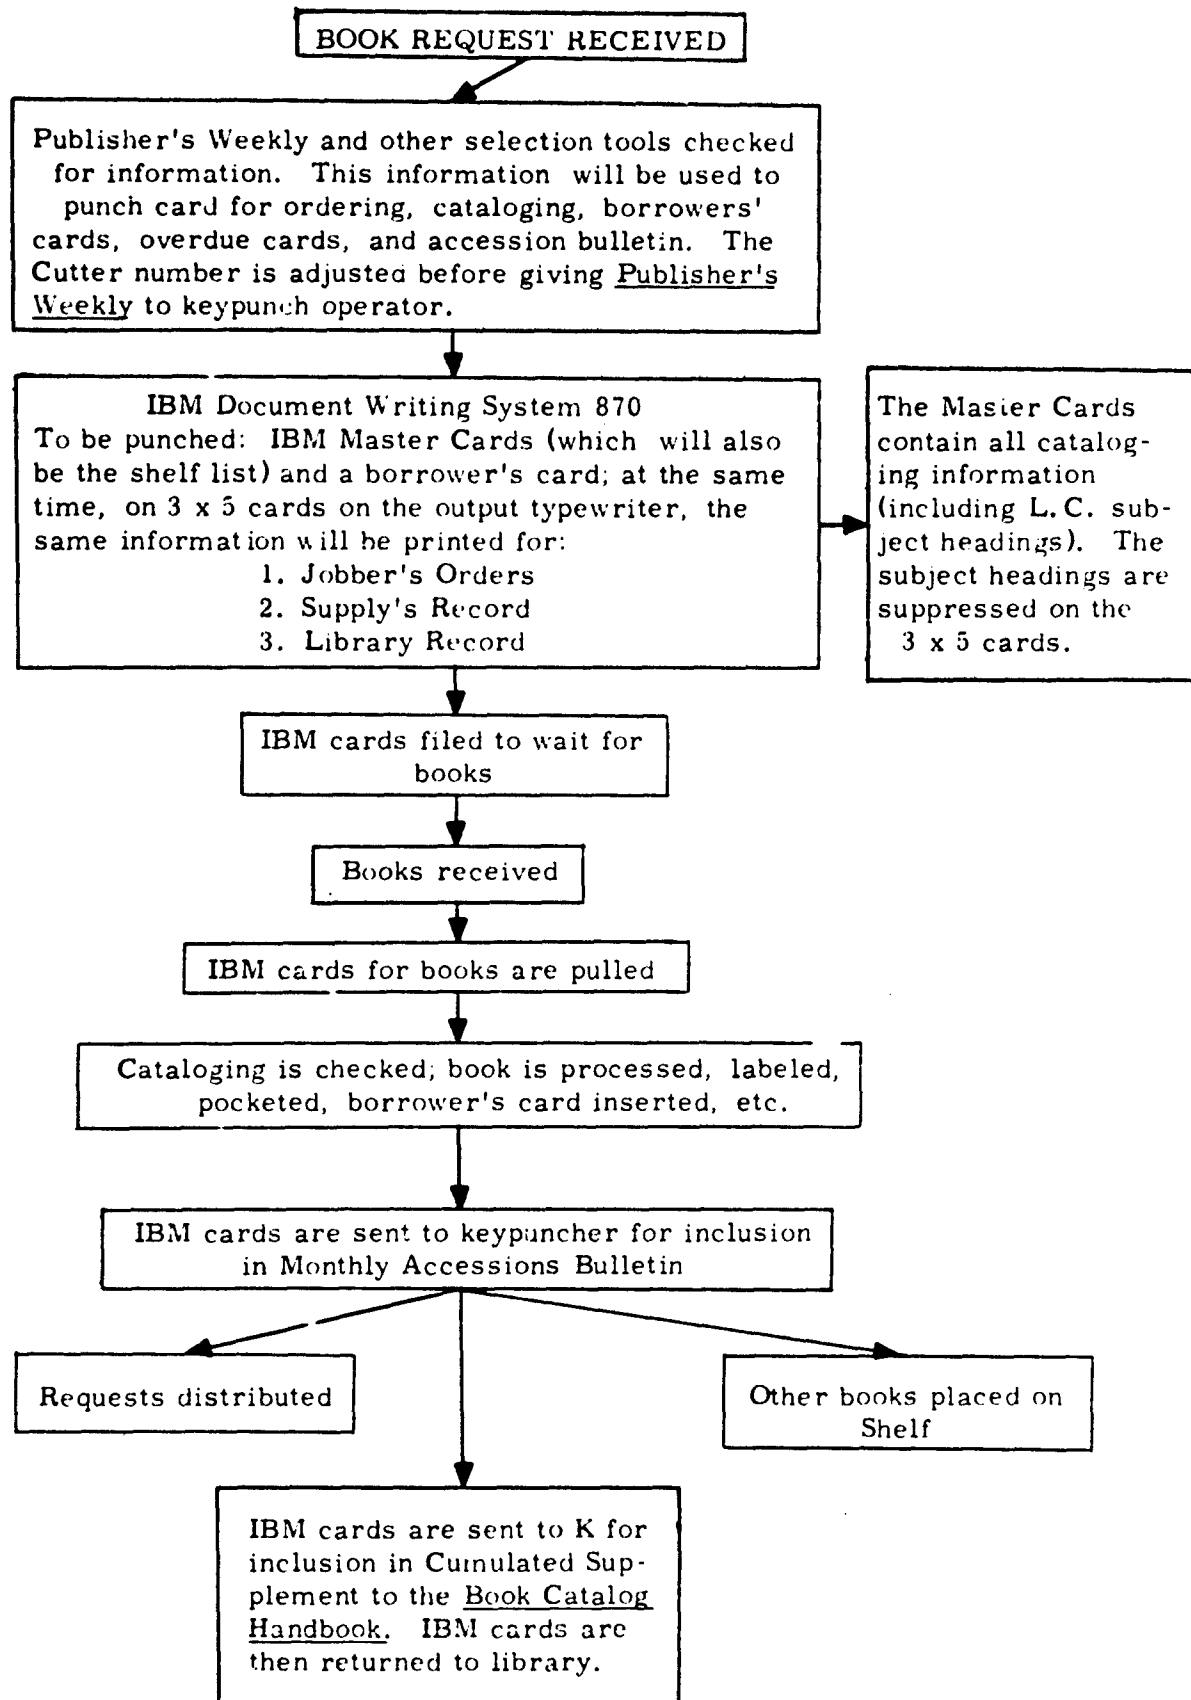 BOOK REQUEST RECEIVED
Publisher's Weekly and other selection tools checked
for information. This information will be used to
punch card for ordering, cataloging, borrowers'
cards, overdue cards, and accession bulletin. The
Cutter number is adjusted before giving Publisher's
Weekly to keypunch operator.
IBM Document Writing System 870
To be punched: IBM Master Cards (which will also
be the shelf list) and a borrower's card; at the same
time, on 3 x 5 cards on the output typewriter, the
same information will be printed for:
1. Jobber's Orders
2. Supply's Record
3. Library Record
The Master Cards
contain all catalog-
ing information
(including L.C. sub-
ject headings). The
subject headings are
suppressed on the
3 x 5 cards.
IBM cards filed to wait for
books
Books received
IBM cards for books are pulled
Cataloging is checked; book is processed, labeled,
pocketed, borrower's card inserted, etc.
IBM cards are sent to keypuncher for inclusion
in Monthly Accessions Bulletin
Requests distributed
Other books placed on
Shelf
IBM cards are sent to K for
inclusion in Cumulated Sup-
plement to the Book Catalog
Handbook. IBM cards are
then returned to library.